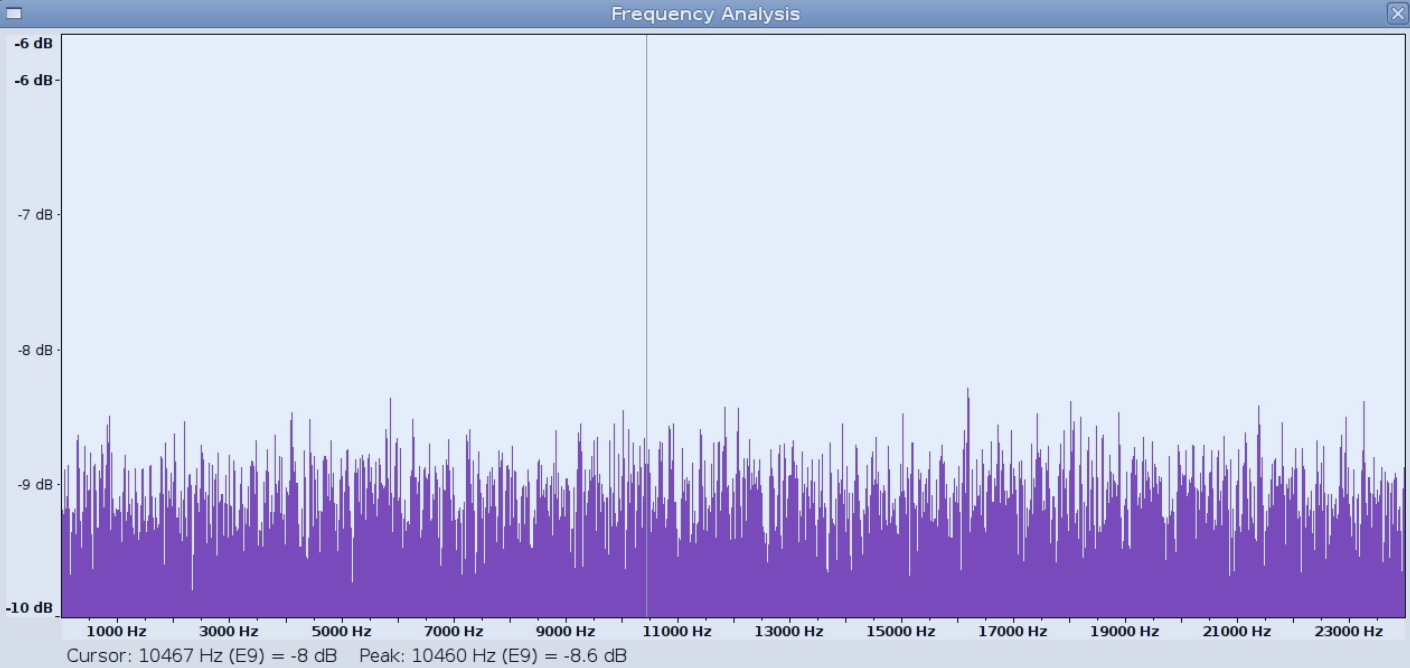 Frequency Analysis
-6 dB
-6 dB
-7 dB
-8 dB
-9 dB
-10 dB
1000 Hz 3000 Hz 5000 Hz 7000 Hz 9000 Hz 11000 Hz 13000 Hz 15000 Hz 17000 Hz 19000 Hz 21000 Hz 23000 Hz
Cursor: 10467 Hz (E9) = -8 dB Peak: 10460 Hz (E9) = -8.6 dB